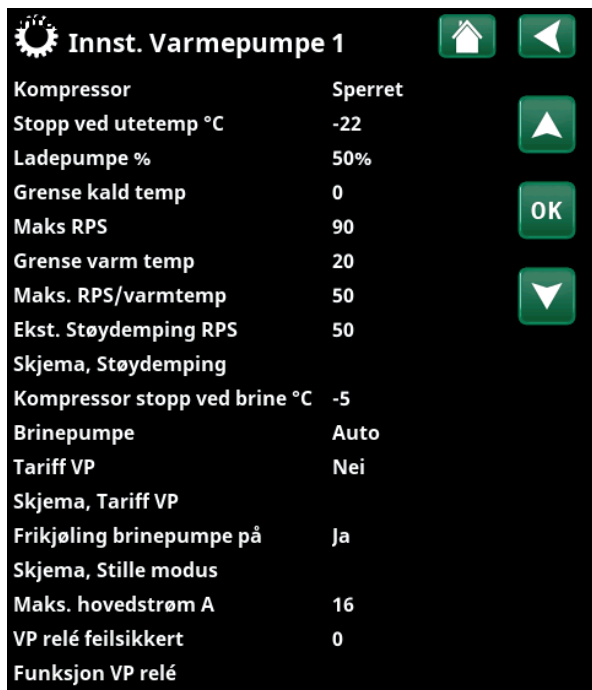 Innst. Varmepumpe 1
Kompressor Sperret
Stopp ved utetemp °C -22
Ladepumpe % 50%
Grense kald temp 0
Maks RPS 90
OK
Grense varm temp 20
Maks. RPS/varmtemp 50
Ekst. Støydemping RPS 50
Skjema, Støydemping
Kompressor stopp ved brine °C -5
Brinepumpe Auto
Tariff VP Nei
Skjema, Tariff VP
Frikjøling brinepumpe på Ja
Skjema, Stille modus
Maks. hovedstrøm A 16
VP relé feilsikkert 0
Funksjon VP relé